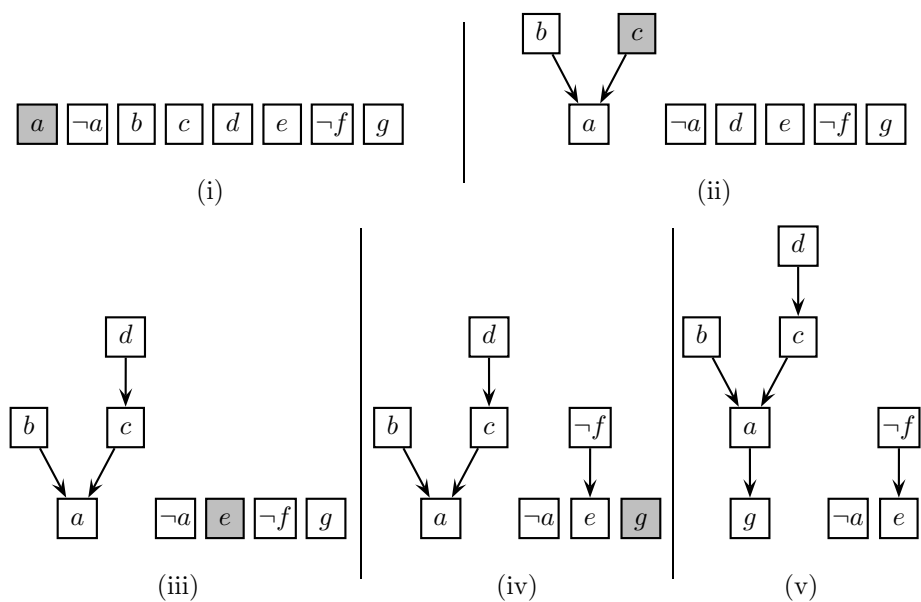 b c
a ¬a b c d e ¬f g
a ¬a d e ¬f g
(i) (ii)
d
d d
b c
b c b c ¬f a ¬f
a ¬a e ¬f g a ¬a e g g ¬a e
(iii) (iv) (v)